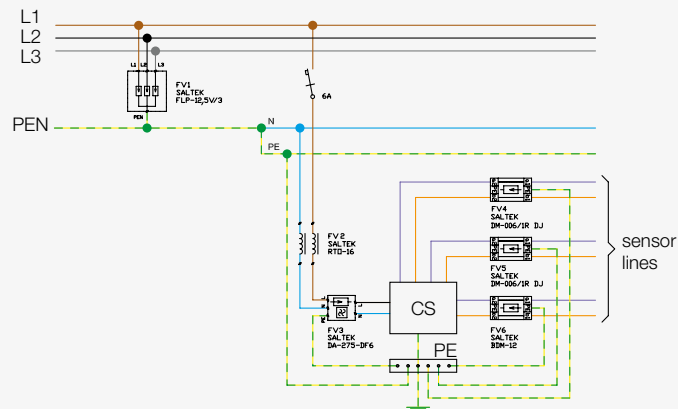 L1
L2
L3
L1 L2 L3
FV1
SALTEK
FLP-12,5V/3
PEN
6A
PEN
N
PE
FV2
SALTEK
RTO-16
FV4
SALTEK
DM-006/1R DJ
FV5
SALTEK
DM-006/1R DJ
sensor
lines
CS
FV3
SALTEK
DA-275-DF6
FV6
SALTEK
BDM-12
PE